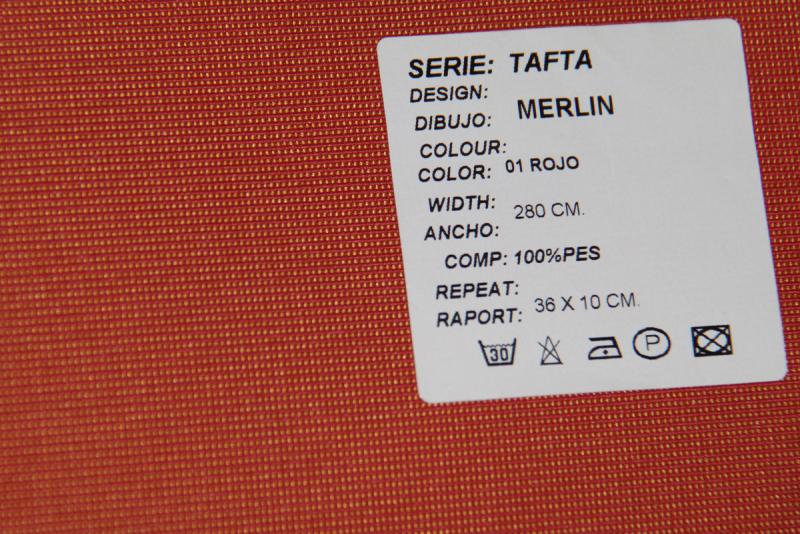 SERIE: TAFTA
DESIGN:
DIBUJO: MERLIN
COLOUR:
COLOR: 01 ROJO
WIDTH:
ANCHO: 280 CM.
COMP: 100%PES
REPEAT:
RAPORT: 36 X 10 CM.
30 P